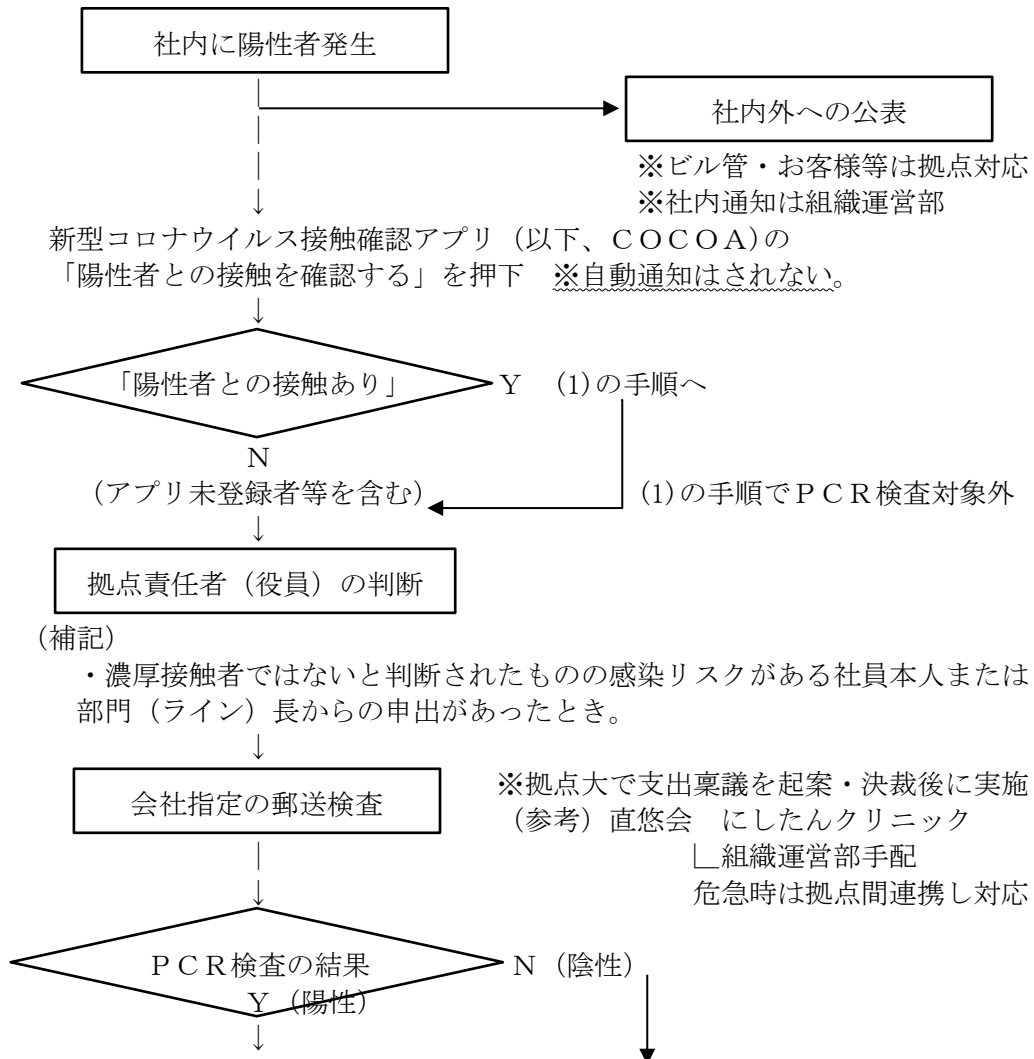 社内に陽性者発生
社内外への公表
※ビル管・お客様等は拠点対応
※社内通知は組織運営部
新型コロナウイルス接触確認アプリ（以下、ＣＯＣＯＡ）の
「陽性者との接触を確認する」を押下　※自動通知はされない。
↓
「陽性者との接触あり」　Ｙ　(1)の手順へ
Ｎ
（アプリ未登録者等を含む）　(1)の手順でＰＣＲ検査対象外
↓
拠点責任者（役員）の判断
（補記）
・濃厚接触者ではないと判断されたものの感染リスクがある社員本人または
部門（ライン）長からの申出があったとき。
↓
会社指定の郵送検査
※拠点大で支出稟議を起案・決裁後に実施
（参考）直悠会　にしたんクリニック
∟組織運営部手配
危急時は拠点間連携し対応
↓
ＰＣＲ検査の結果　Ｎ（陰性）
Ｙ（陽性）
↓